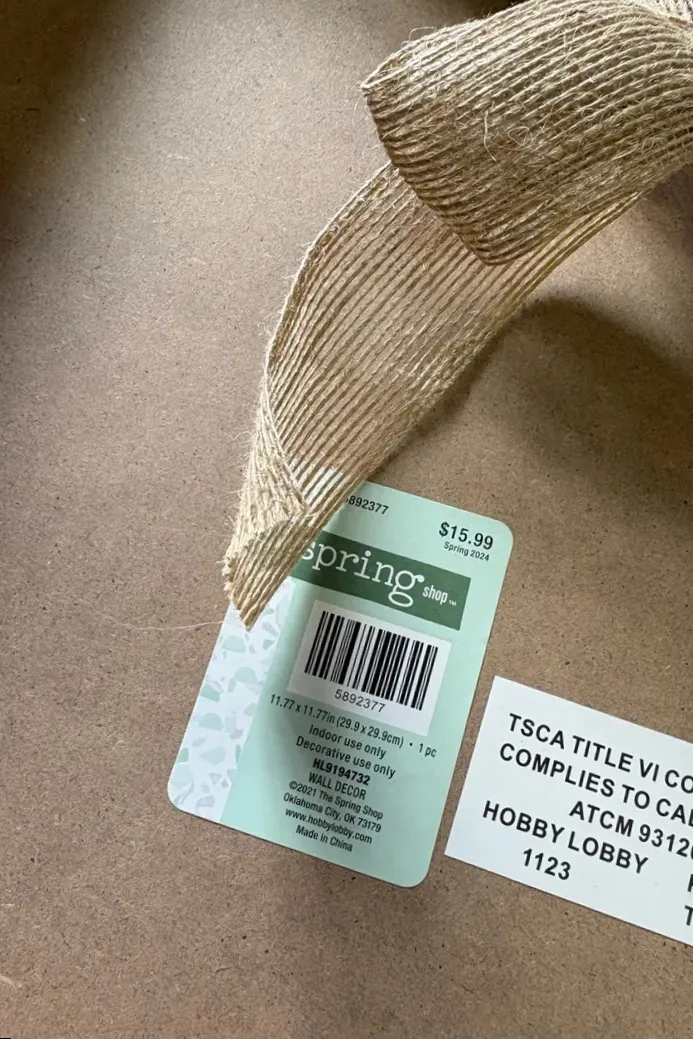 5892377
$15.99
Spring 2024
spring
shop™
5892377
11.77 x 11.77in (29.9 x 29.9cm) • 1 pc
Indoor use only
Decorative use only
HL9194732
WALL DECOR
©2021 The Spring Shop
Oklahoma City, OK 73179
www.hobbylobby.com
Made in China
TSCA TITLE VI CO
COMPLIES TO CAL
ATCM 9312
HOBBY LOBBY
1123